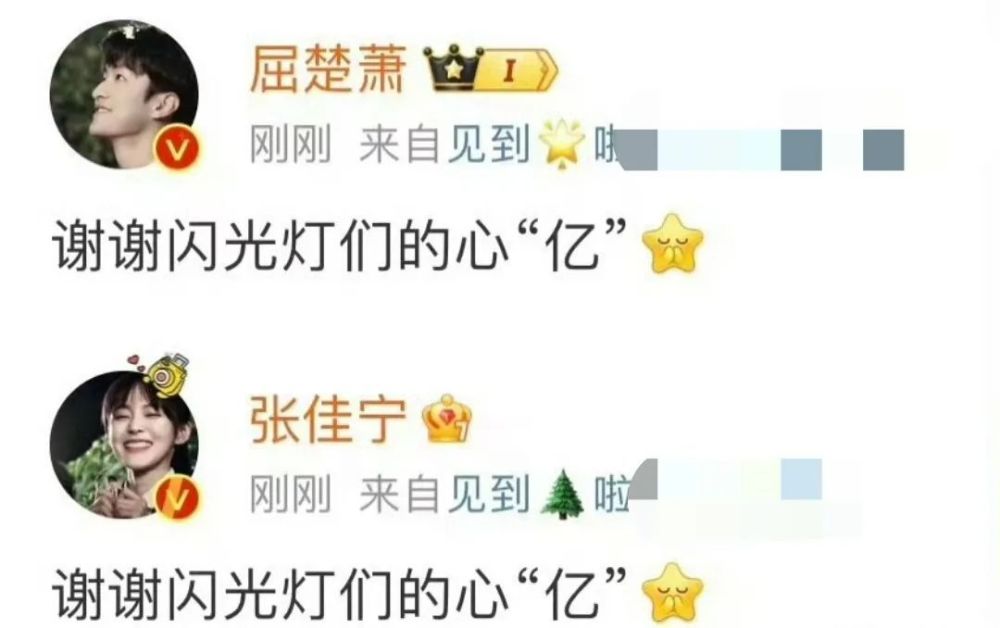 屈楚萧 I
刚刚 来自见到🌟啦
谢谢闪光灯们的心“亿”
张佳宁 7
刚刚 来自见到🌲啦
谢谢闪光灯们的心“亿”